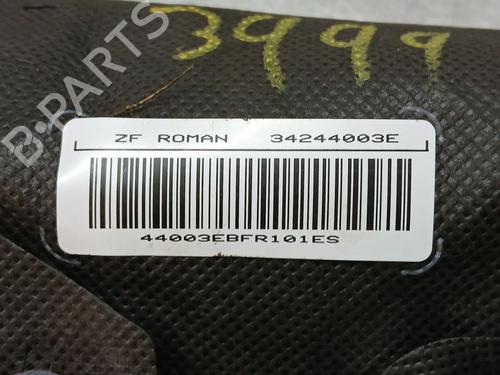 3999
B-PARTS
ZF ROMAN 34244003E
44003EBFR101ES